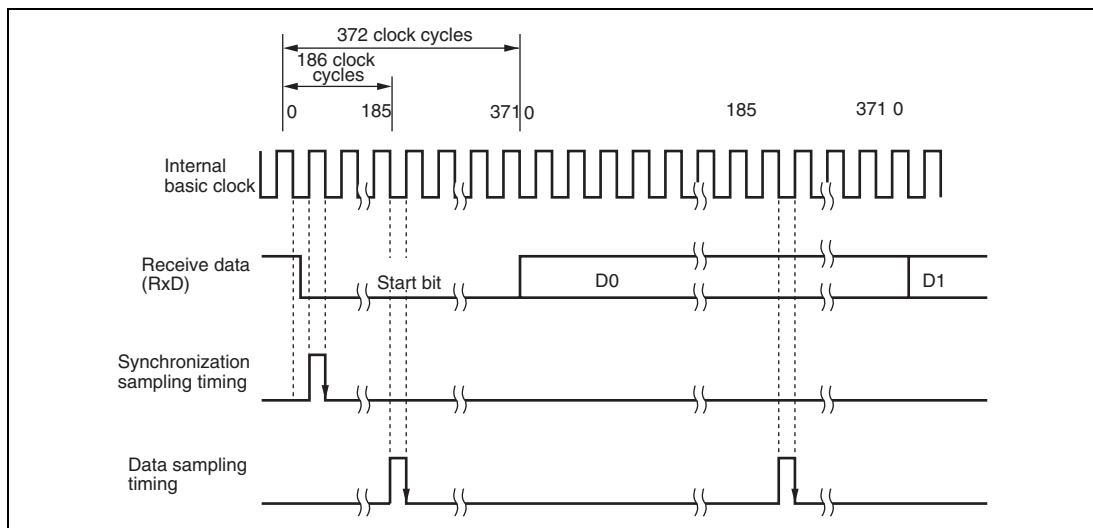 372 clock cycles
186 clock
cycles
0 185 371 0 185 371 0
Internal
basic clock
Receive data
(RxD)
Start bit D0 D1
Synchronization
sampling timing
Data sampling
timing